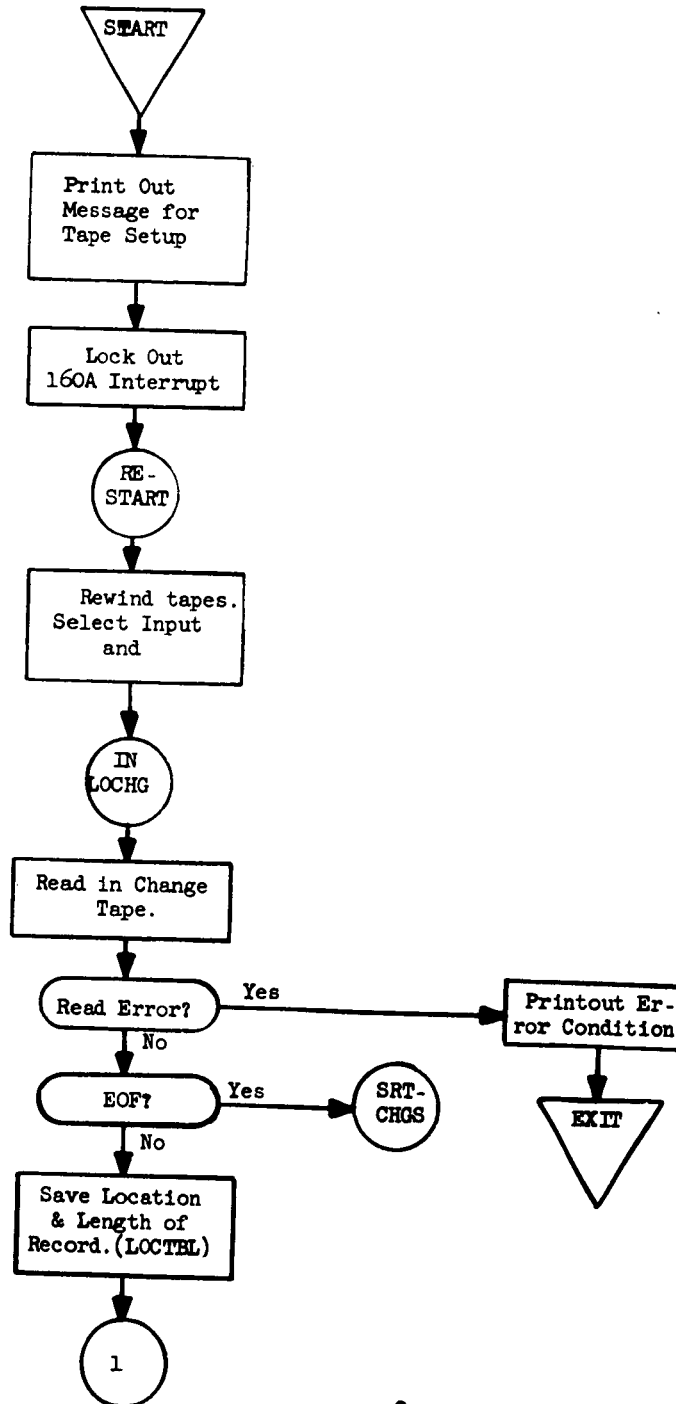 START
Print Out
Message for
Tape Setup
Lock Out
160A Interrupt
RE-
START
Rewind tapes.
Select Input
and
IN
LOCHG
Read in Change
Tape.
Read Error?
Yes
Printout Er-
ror Condition
No
EXIT
EOF?
Yes
SRT-
CHGS
No
Save Location
& Length of
Record.(LOCTBL)
1